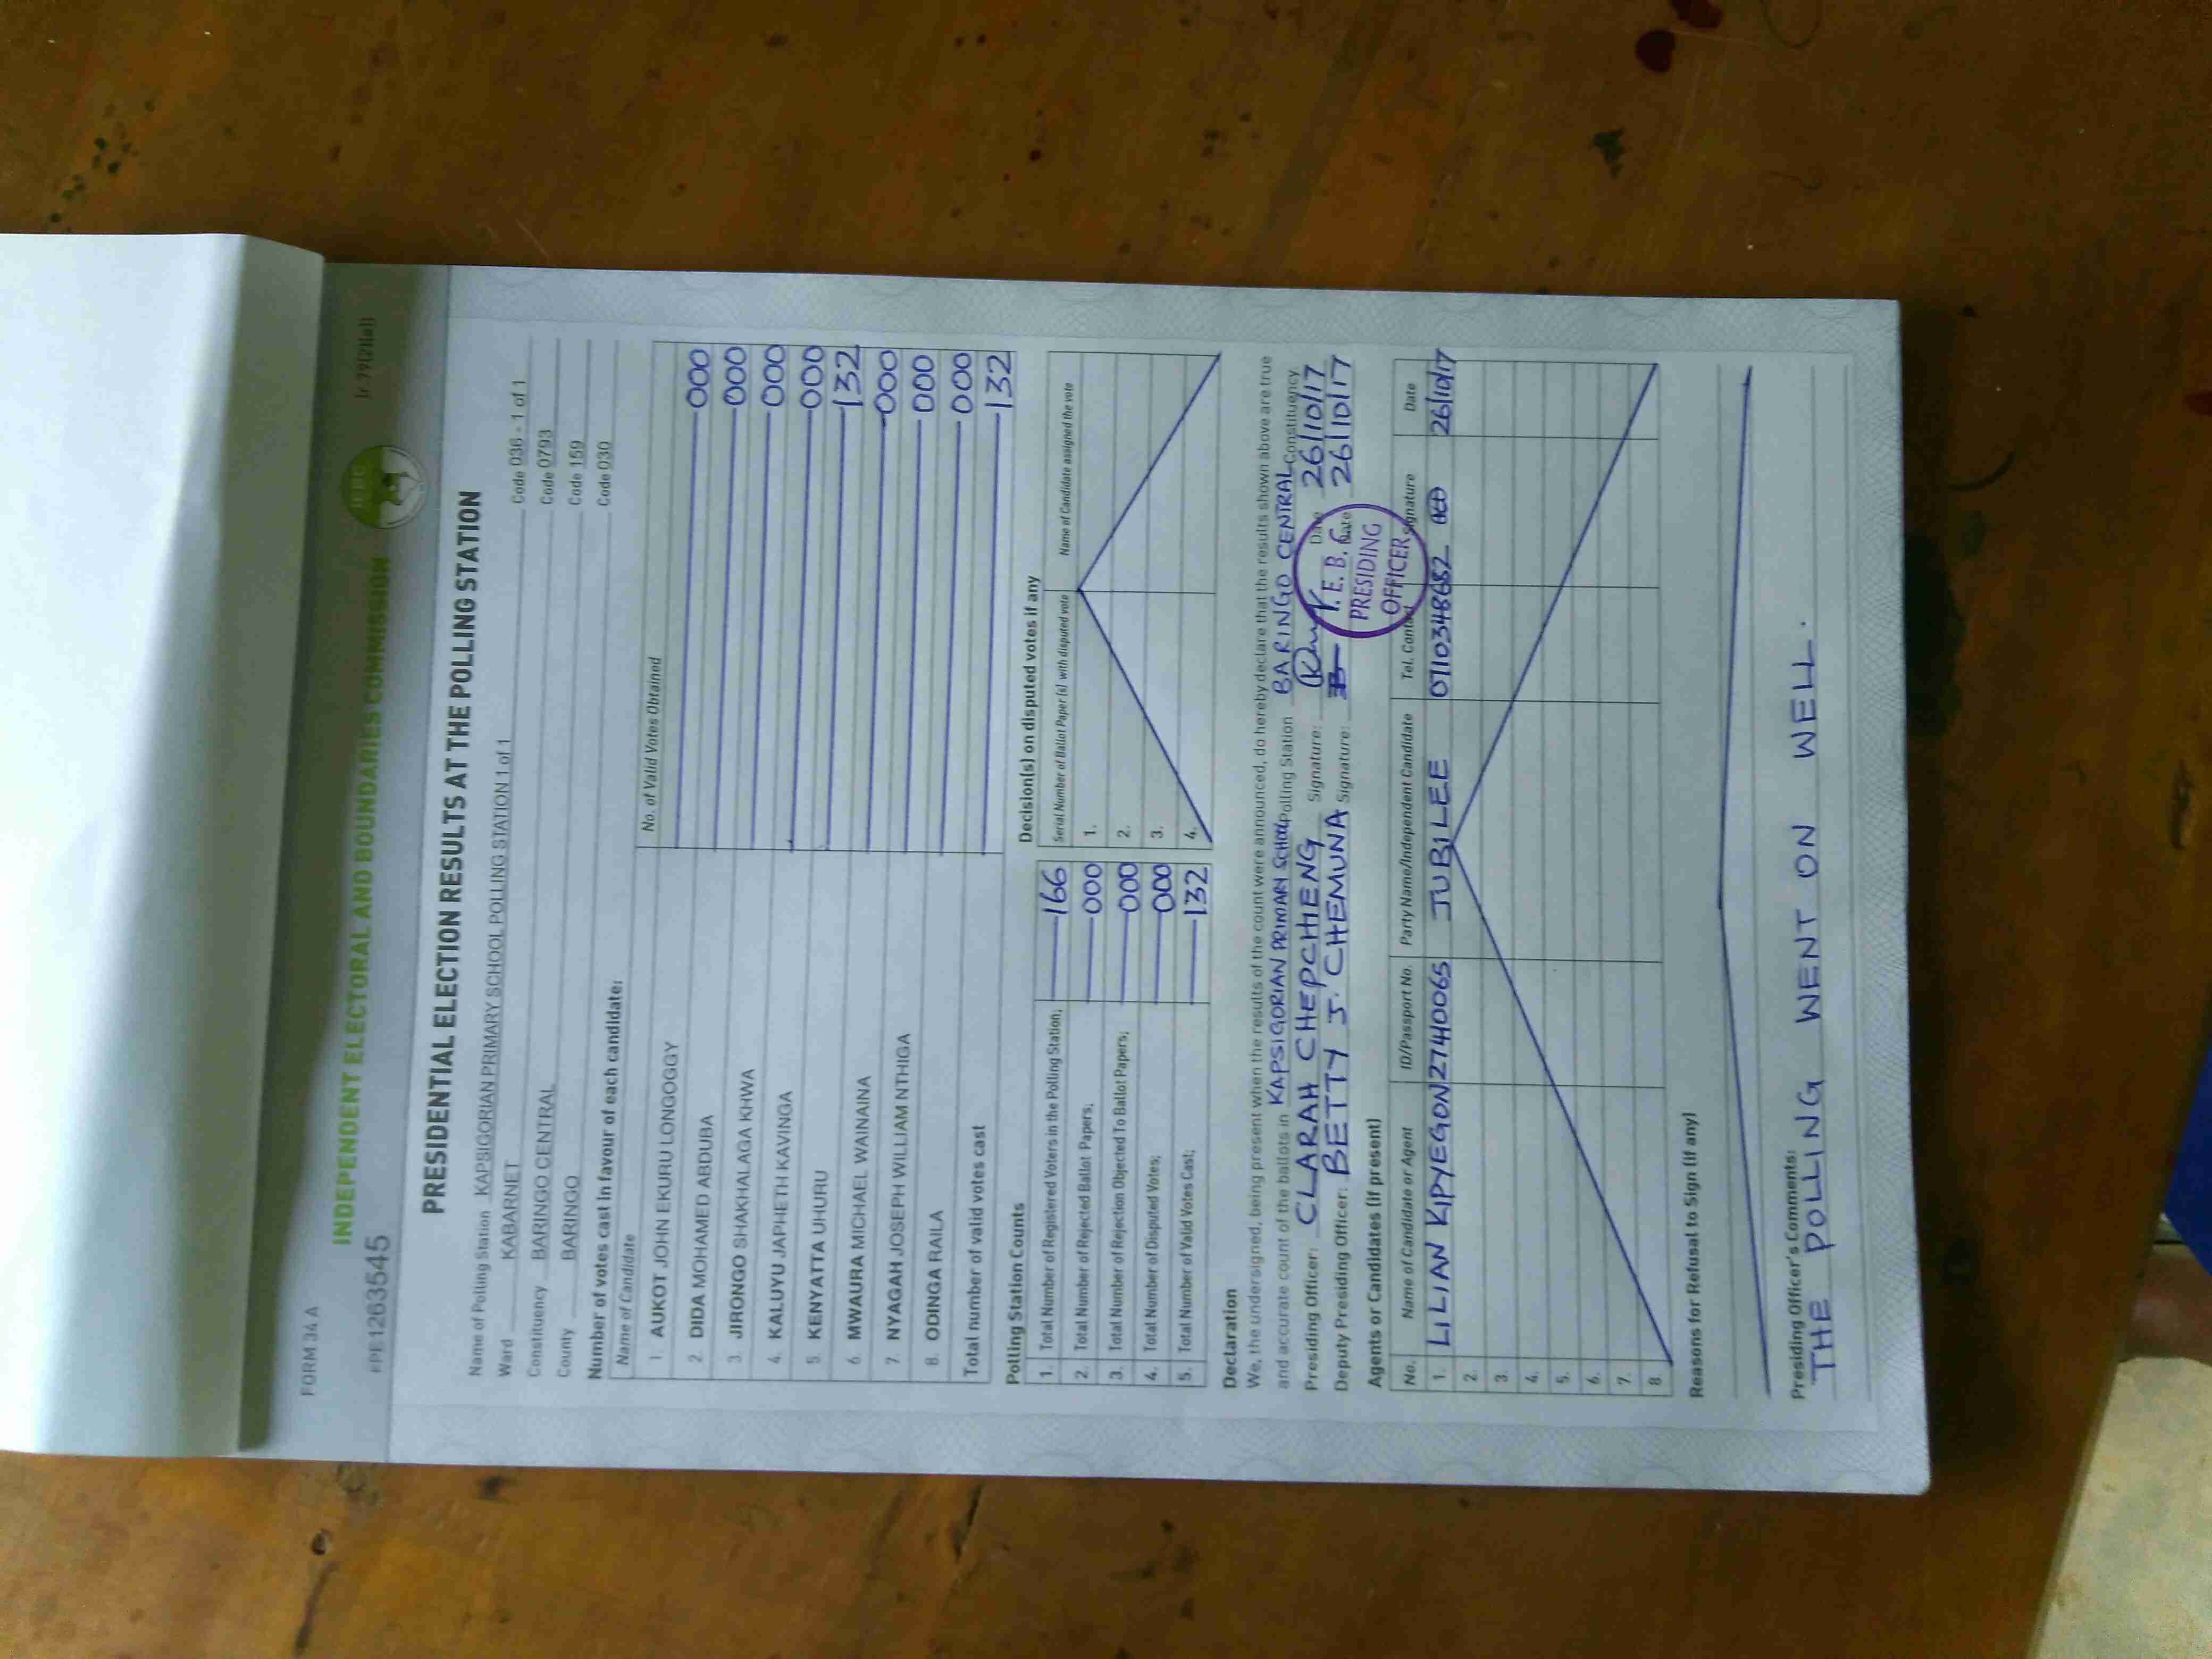 FORM 34 A
INDEPENDENT ELECTORAL AND BOUNDARIES COMMISSION
PRESIDENTIAL ELECTION RESULTS AT THE POLLING STATION
Name of Polling Station KAPSIGORIAN PRIMARY SCHOOL POLLING STATION 1 of 1 Code 036 - 1 of 1
Ward KABARNET Code 0793
Constituency BARINGO CENTRAL Code 159
County BARINGO Code 030
Number of votes cast in favour of each candidate:
Name of Candidate No. of Valid Votes Obtained
1. AUKOT JOHN EKURU LONGOGGY 000
2. DIDA MOHAMED ABDUBA 000
3. JIRONGO SHAKHALAGA KHWA 000
4. KALUYU JAPHETH KAVINGA 000
5. KENYATTA UHURU 132
6. MWAURA MICHAEL WAINAINA 000
7. NYAGAH JOSEPH WILLIAM NTHIGA 000
8. ODINGA RAILA 000
Total number of valid votes cast 132
Polling Station Counts
1. Total Number of Registered Voters in the Polling Station; 166
2. Total Number of Rejected Ballot Papers; 000
3. Total Number of Rejection Objected To Ballot Papers; 000
4. Total Number of Disputed Votes; 000
5. Total Number of Valid Votes Cast; 132
Decision(s) on disputed votes if any
Serial Number of Ballot Paper(s) with disputed vote Name of Candidate assigned the vote
1.
2.
3.
4.
Declaration
We, the undersigned, being present when the results of the count were announced, do hereby declare that the results shown above are true
and accurate count of the ballots in KAPSIGORIAN PRIMARY SCHOOL Polling Station BARINGO CENTRAL Constituency
Presiding Officer: CLARAH CHEPCHIENG Signature: Date 26/10/17
Deputy Presiding Officer: BETTY J. CHEMUNA Signature: Date 26/10/17
I.E.B.C
PRESIDING
OFFICER
Agents or Candidates (if present)
No. Name of Candidate or Agent ID/Passport No. Party Name/Independent Candidate Tel. Contact Signature Date
1. LILIAN KIPYEGON 27440065 JUBILEE 0710348682 26/10/17
2.
3.
4.
5.
6.
7.
8.
Reasons for Refusal to Sign (if any)
Presiding Officer's Comments:
THE POLLING WENT ON WELL.